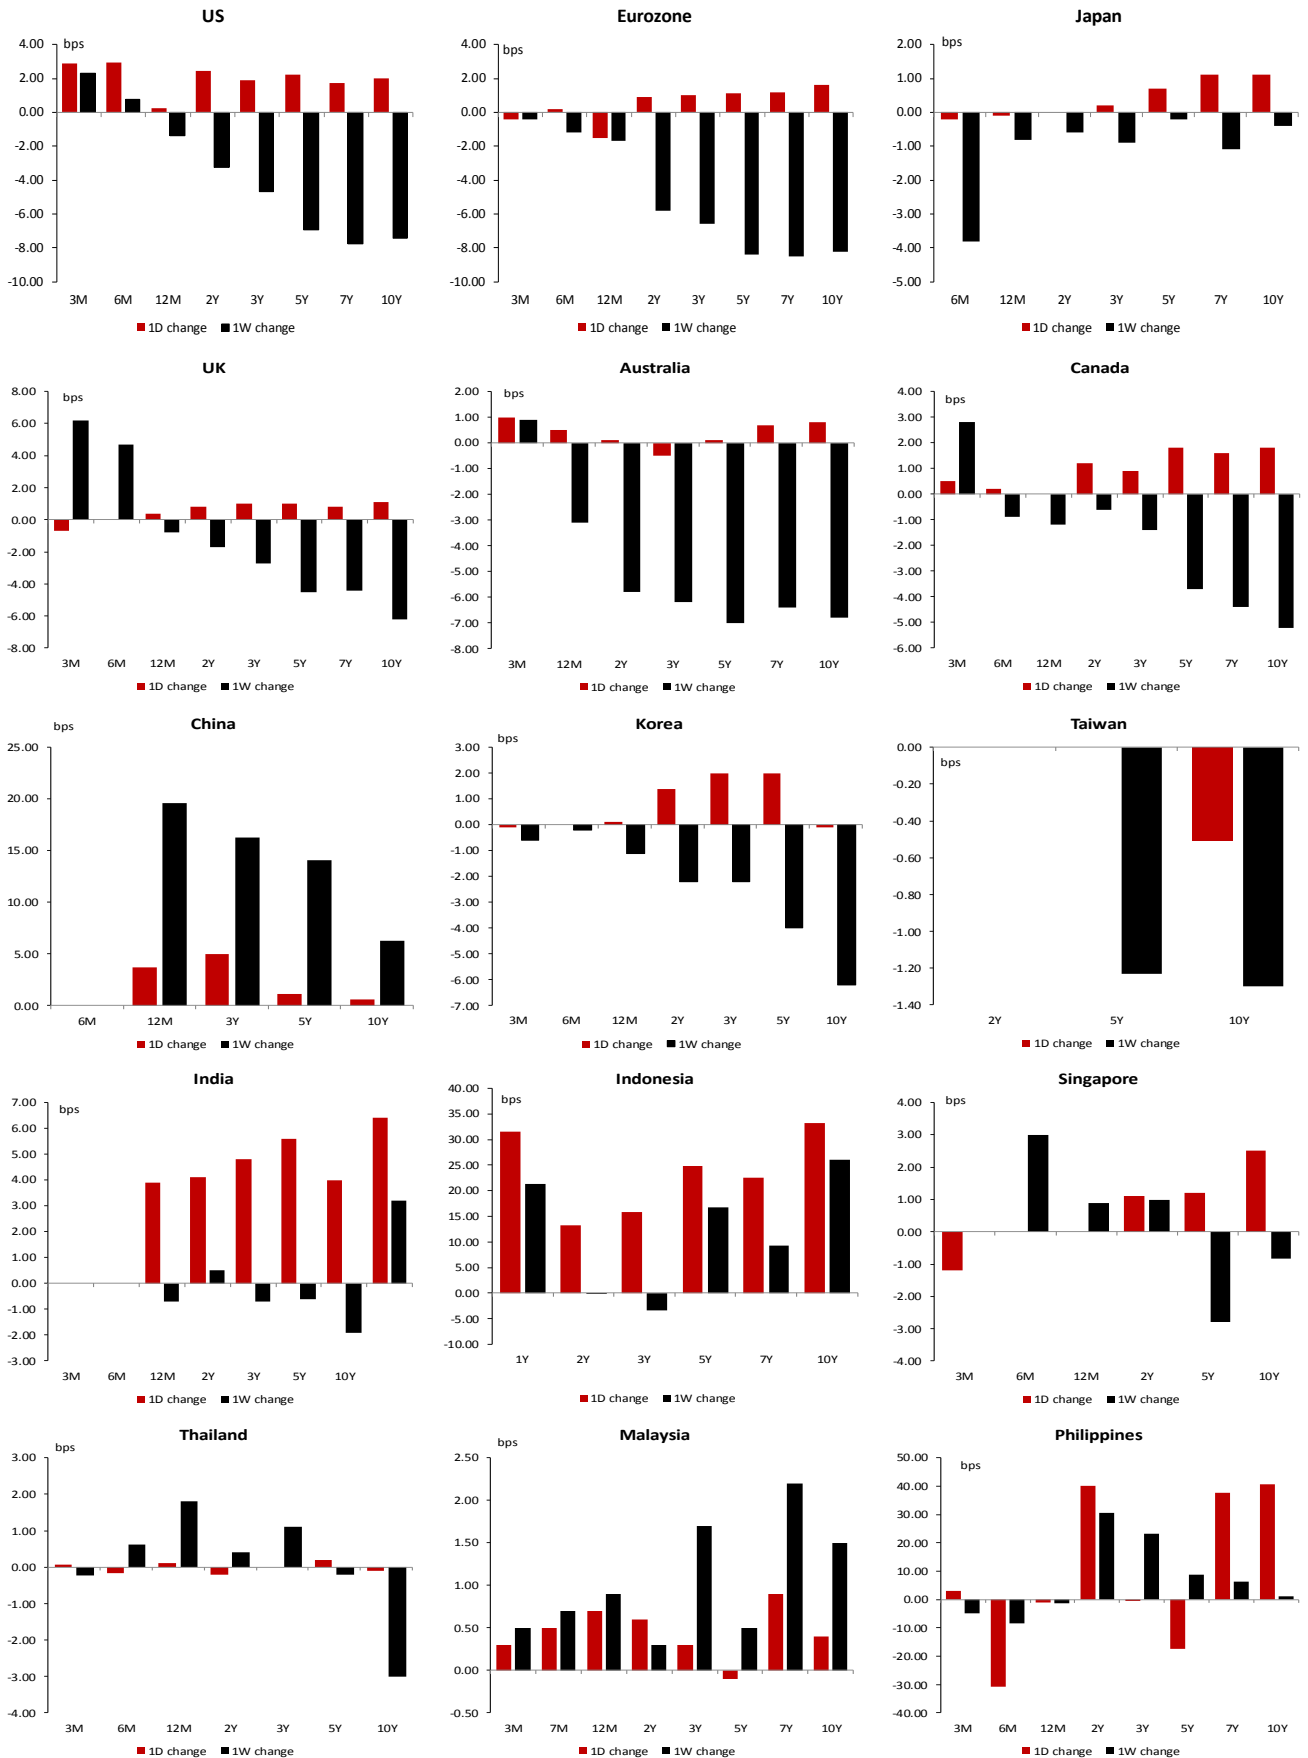 US
bps
4.00
2.00
0.00
-2.00
-4.00
-6.00
-8.00
-10.00
3M 6M 12M 2Y 3Y 5Y 7Y 10Y
1D change 1W change
Eurozone
bps
4.00
2.00
0.00
-2.00
-4.00
-6.00
-8.00
-10.00
3M 6M 12M 2Y 3Y 5Y 7Y 10Y
1D change 1W change
Japan
bps
2.00
1.00
0.00
-1.00
-2.00
-3.00
-4.00
-5.00
6M 12M 2Y 3Y 5Y 7Y 10Y
1D change 1W change
UK
bps
8.00
6.00
4.00
2.00
0.00
-2.00
-4.00
-6.00
-8.00
3M 6M 12M 2Y 3Y 5Y 7Y 10Y
1D change 1W change
Australia
bps
2.00
1.00
0.00
-1.00
-2.00
-3.00
-4.00
-5.00
-6.00
-7.00
-8.00
3M 12M 2Y 3Y 5Y 7Y 10Y
1D change 1W change
Canada
bps
4.00
3.00
2.00
1.00
0.00
-1.00
-2.00
-3.00
-4.00
-5.00
-6.00
3M 6M 12M 2Y 3Y 5Y 7Y 10Y
1D change 1W change
China
bps
25.00
20.00
15.00
10.00
5.00
0.00
6M 12M 3Y 5Y 10Y
1D change 1W change
Korea
bps
3.00
2.00
1.00
0.00
-1.00
-2.00
-3.00
-4.00
-5.00
-6.00
-7.00
3M 6M 12M 2Y 3Y 5Y 10Y
1D change 1W change
Taiwan
0.00
bps
-0.20
-0.40
-0.60
-0.80
-1.00
-1.20
-1.40
2Y 5Y 10Y
1D change 1W change
India
bps
7.00
6.00
5.00
4.00
3.00
2.00
1.00
0.00
-1.00
-2.00
-3.00
3M 6M 12M 2Y 3Y 5Y 10Y
1D change 1W change
Indonesia
bps
40.00
35.00
30.00
25.00
20.00
15.00
10.00
5.00
0.00
-5.00
-10.00
1Y 2Y 3Y 5Y 7Y 10Y
1D change 1W change
Singapore
bps
4.00
3.00
2.00
1.00
0.00
-1.00
-2.00
-3.00
-4.00
3M 6M 12M 2Y 5Y 10Y
1D change 1W change
Thailand
bps
3.00
2.00
1.00
0.00
-1.00
-2.00
-3.00
-4.00
3M 6M 12M 2Y 3Y 5Y 10Y
1D change 1W change
Malaysia
bps
2.50
2.00
1.50
1.00
0.50
0.00
-0.50
3M 7M 12M 2Y 3Y 5Y 7Y 10Y
1D change 1W change
Philippines
bps
50.00
40.00
30.00
20.00
10.00
0.00
-10.00
-20.00
-30.00
-40.00
3M 6M 12M 2Y 3Y 5Y 7Y 10Y
1D change 1W change